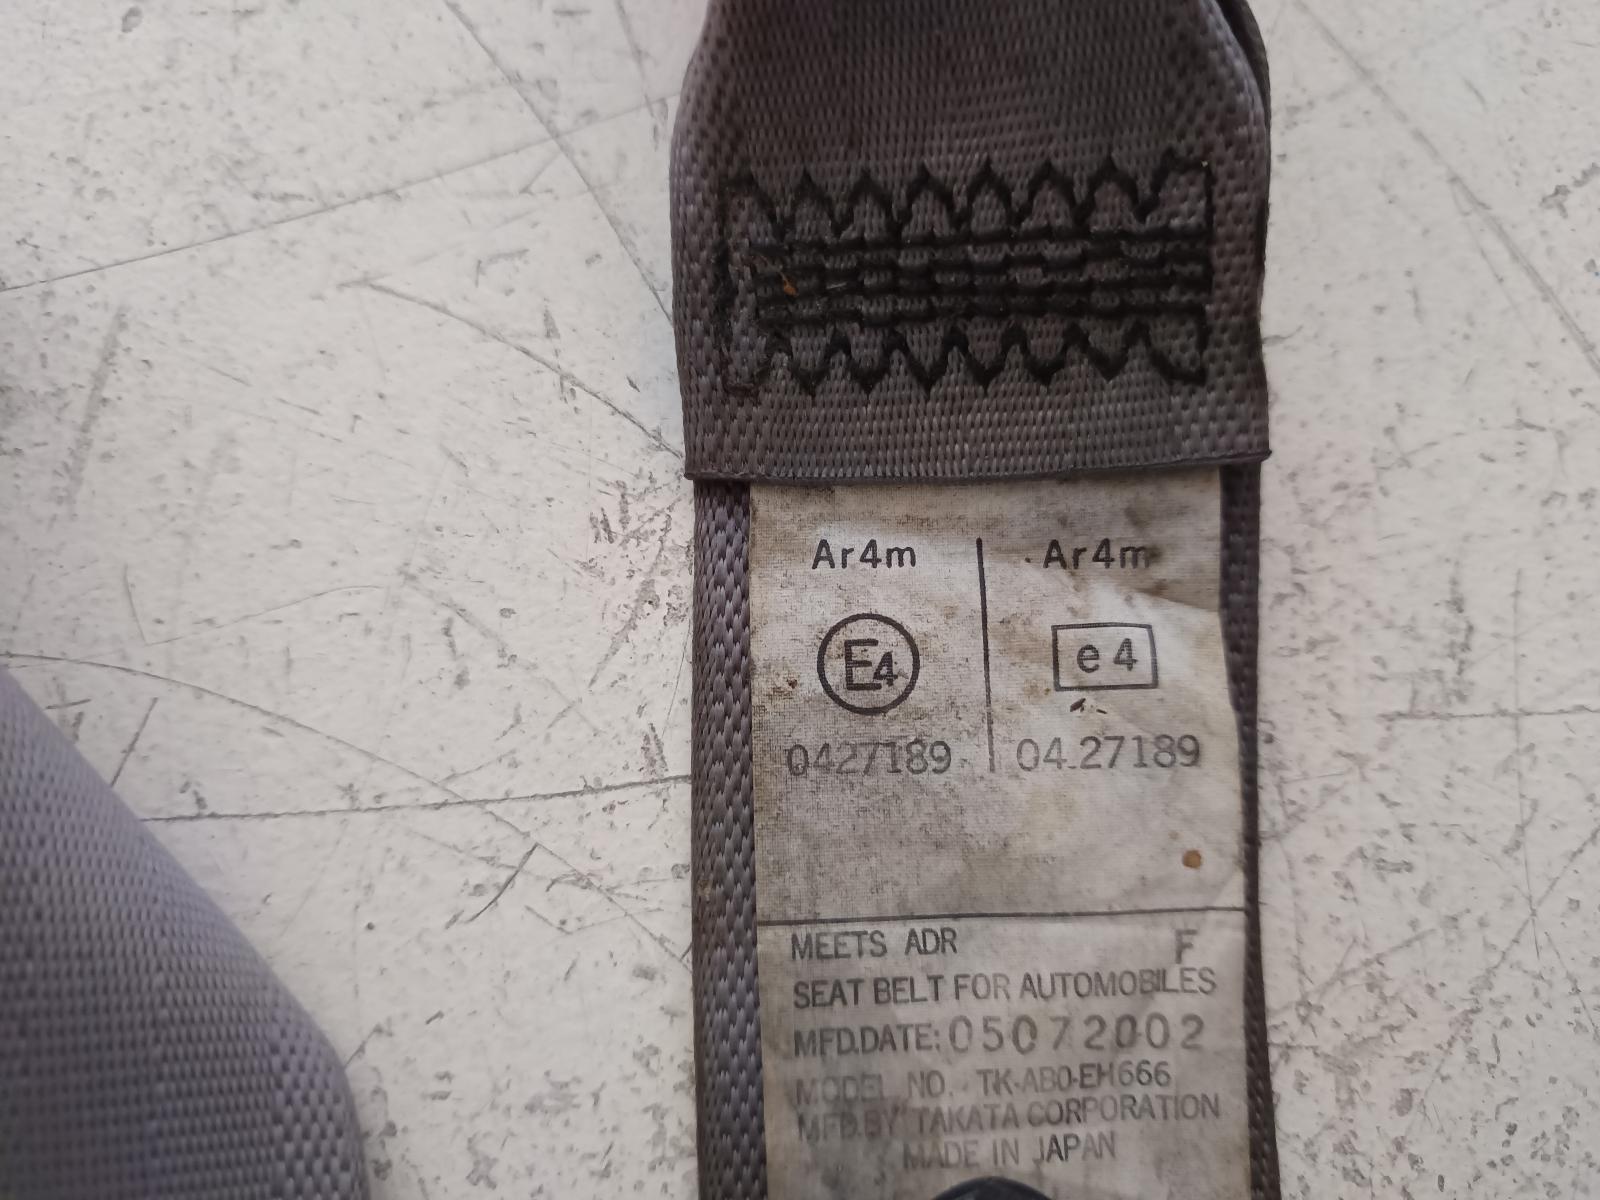 Ar4m Ar4m
E4 e4
0427189 04.27189
MEETS ADR F
SEAT BELT FOR AUTOMOBILES
MFD.DATE: 05072002
MODEL NO. TK-AB0-EH666
MFD.BY TAKATA CORPORATION
MADE IN JAPAN